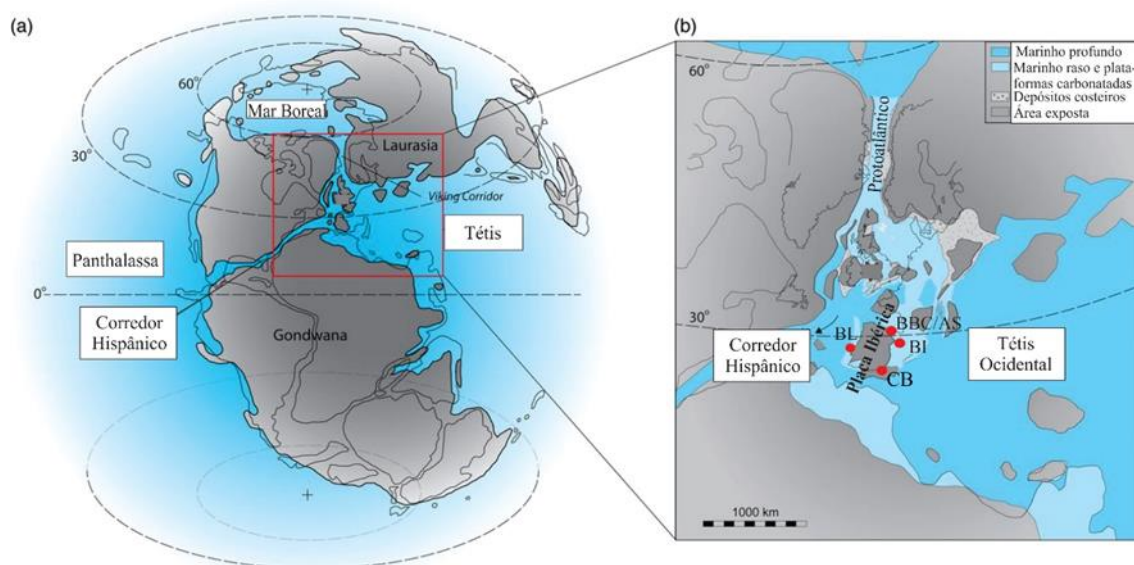 (a)
60°
Mar Boreal
30°
Laurasia
Viking Corridor
Tétis
Panthalassa
0°
Corredor
Hispânico
Gondwana
(b)
60°
Marinho profundo
Marinho raso e plata-
formas carbonatadas
Depósitos costeiros
Área exposta
Protoatlântico
30°
BL
BBC/AS
BI
CB
Placa Ibérica
Corredor
Hispânico
Tétis
Ocidental
1000 km